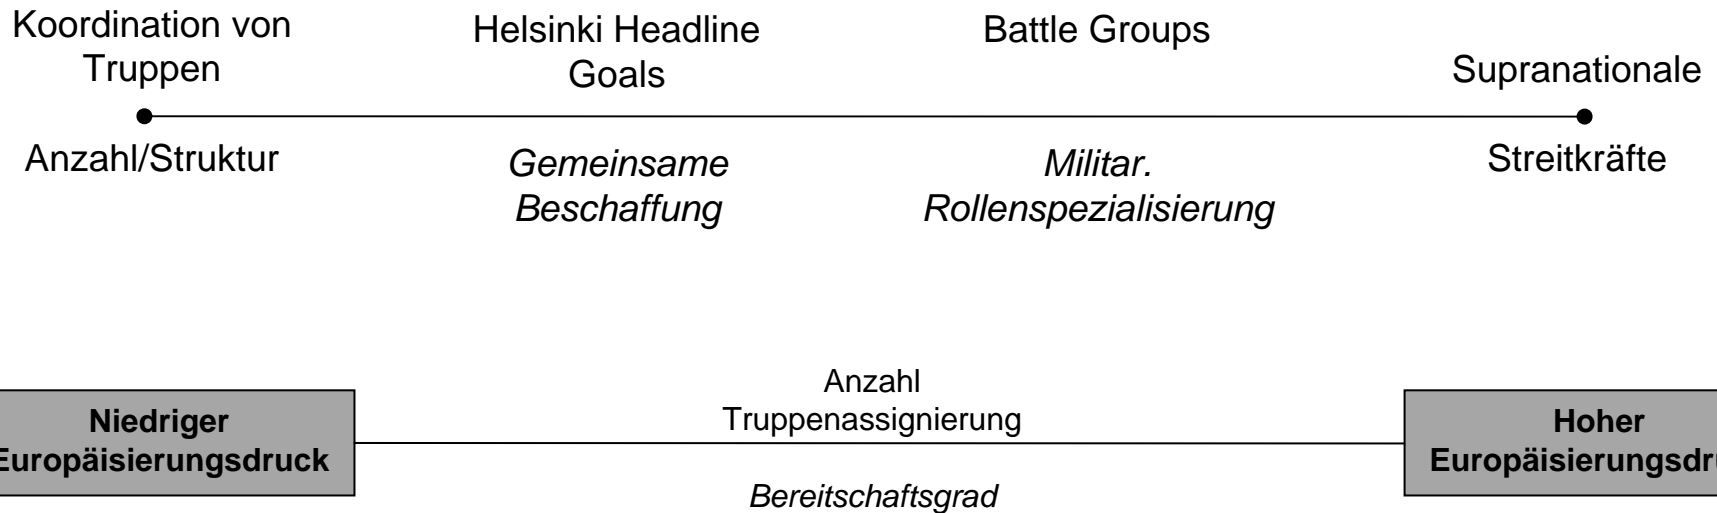 Koordination von
Truppen
Helsinki Headline
Goals
Battle Groups
Supranationale
Anzahl/Struktur
Gemeinsame
Beschaffung
Militar.
Rollenspezialisierung
Streitkräfte
Niedriger
Europäisierungsdruck
Anzahl
Truppenassignierung
Bereitschaftsgrad
Hoher